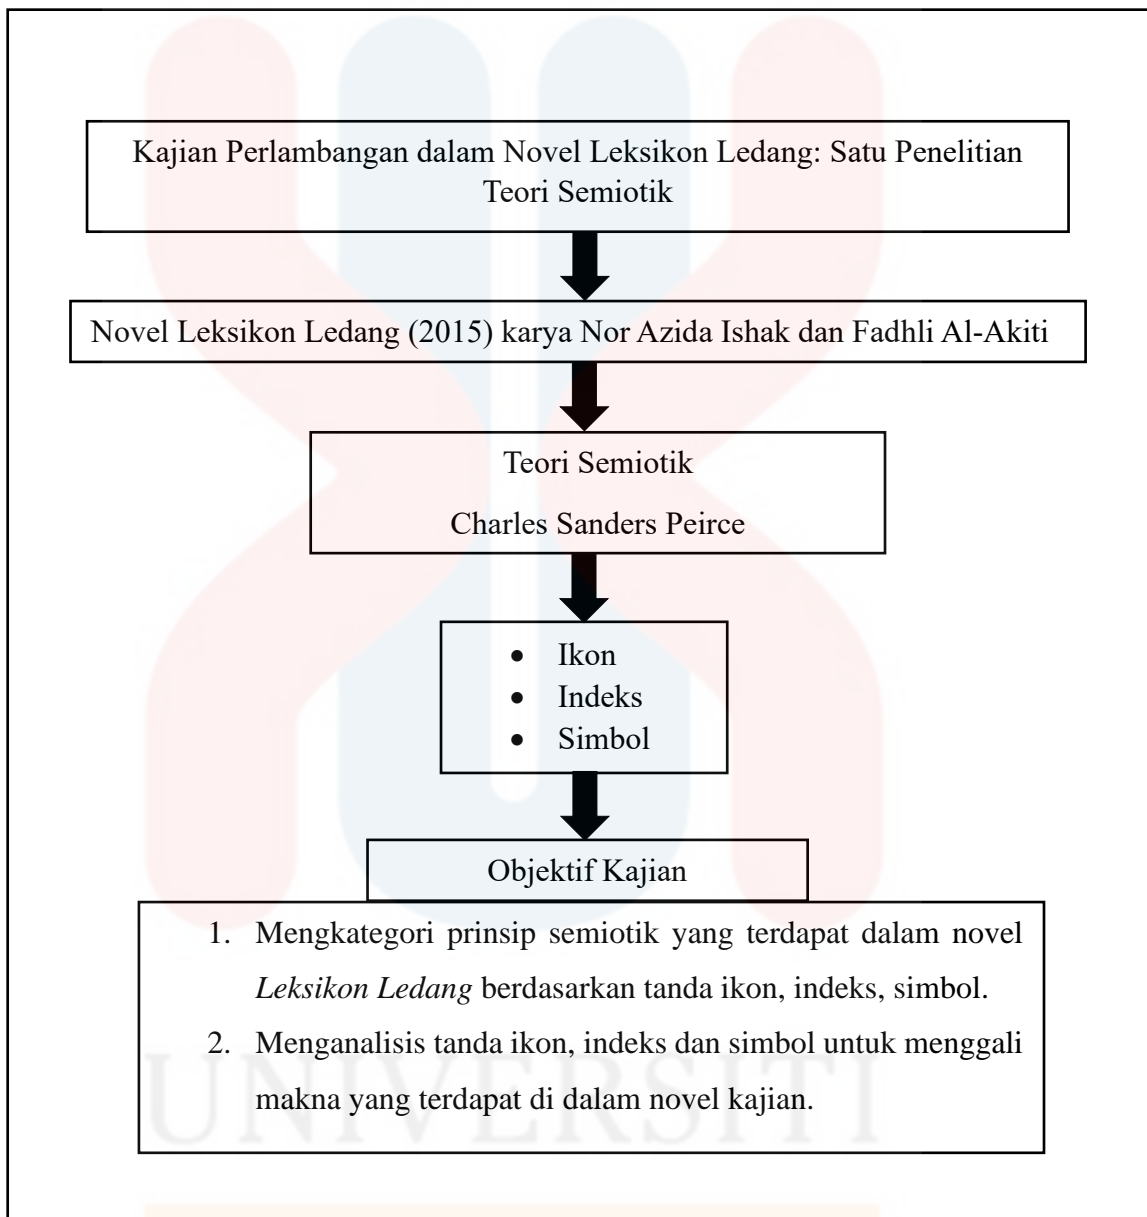 Kajian Perlambangan dalam Novel Leksikon Ledang: Satu Penelitian
Teori Semiotik
Novel Leksikon Ledang (2015) karya Nor Azida Ishak dan Fadhli Al-Akiti
Teori Semiotik
Charles Sanders Peirce
• Ikon
• Indeks
• Simbol
Objektif Kajian
1. Mengkategori prinsip semiotik yang terdapat dalam novel
Leksikon Ledang berdasarkan tanda ikon, indeks, simbol.
2. Menganalisis tanda ikon, indeks dan simbol untuk menggali
makna yang terdapat di dalam novel kajian.
UNIVERSITI